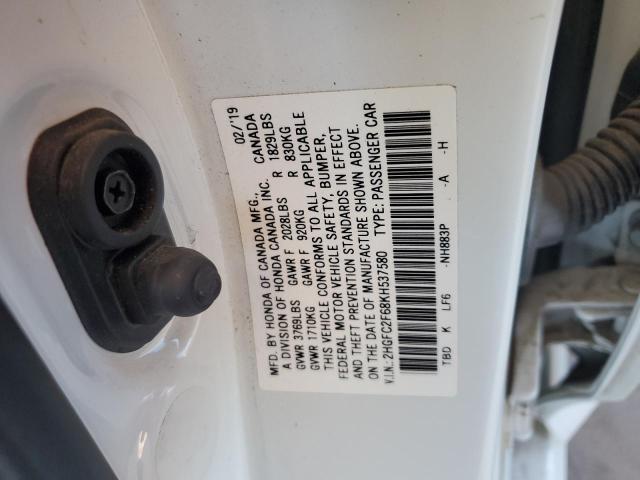 MFD. BY HONDA OF CANADA MFG., CANADA 02/'19
A DIVISION OF HONDA CANADA INC.
GVWR 3769LBS GAWR F 2028LBS R 1829LBS
GVWR 1710KG GAWR F 920KG R 830KG
THIS VEHICLE CONFORMS TO ALL APPLICABLE
FEDERAL MOTOR VEHICLE SAFETY, BUMPER,
AND THEFT PREVENTION STANDARDS IN EFFECT
ON THE DATE OF MANUFACTURE SHOWN ABOVE.
V.I.N.: 2HGFC2F68KH537580 TYPE: PASSENGER CAR
TBD K LF6 -NH883P -A -H